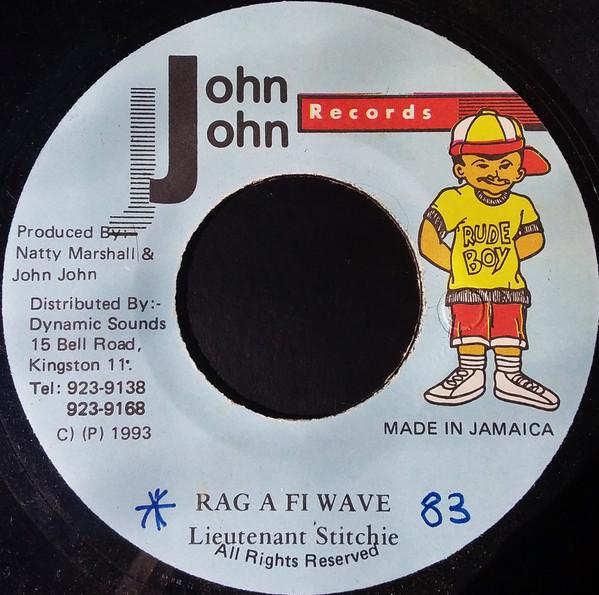 John
John
Records
RUDE
BOY
Produced By:-
Natty Marshall &
John John
Distributed By:-
Dynamic Sounds
15 Bell Road,
Kingston 11.
Tel: 923-9138
923-9168
C) (P) 1993
MADE IN JAMAICA
* RAG A FI WAVE 83
Lieutenant Stitchie
All Rights Reserved